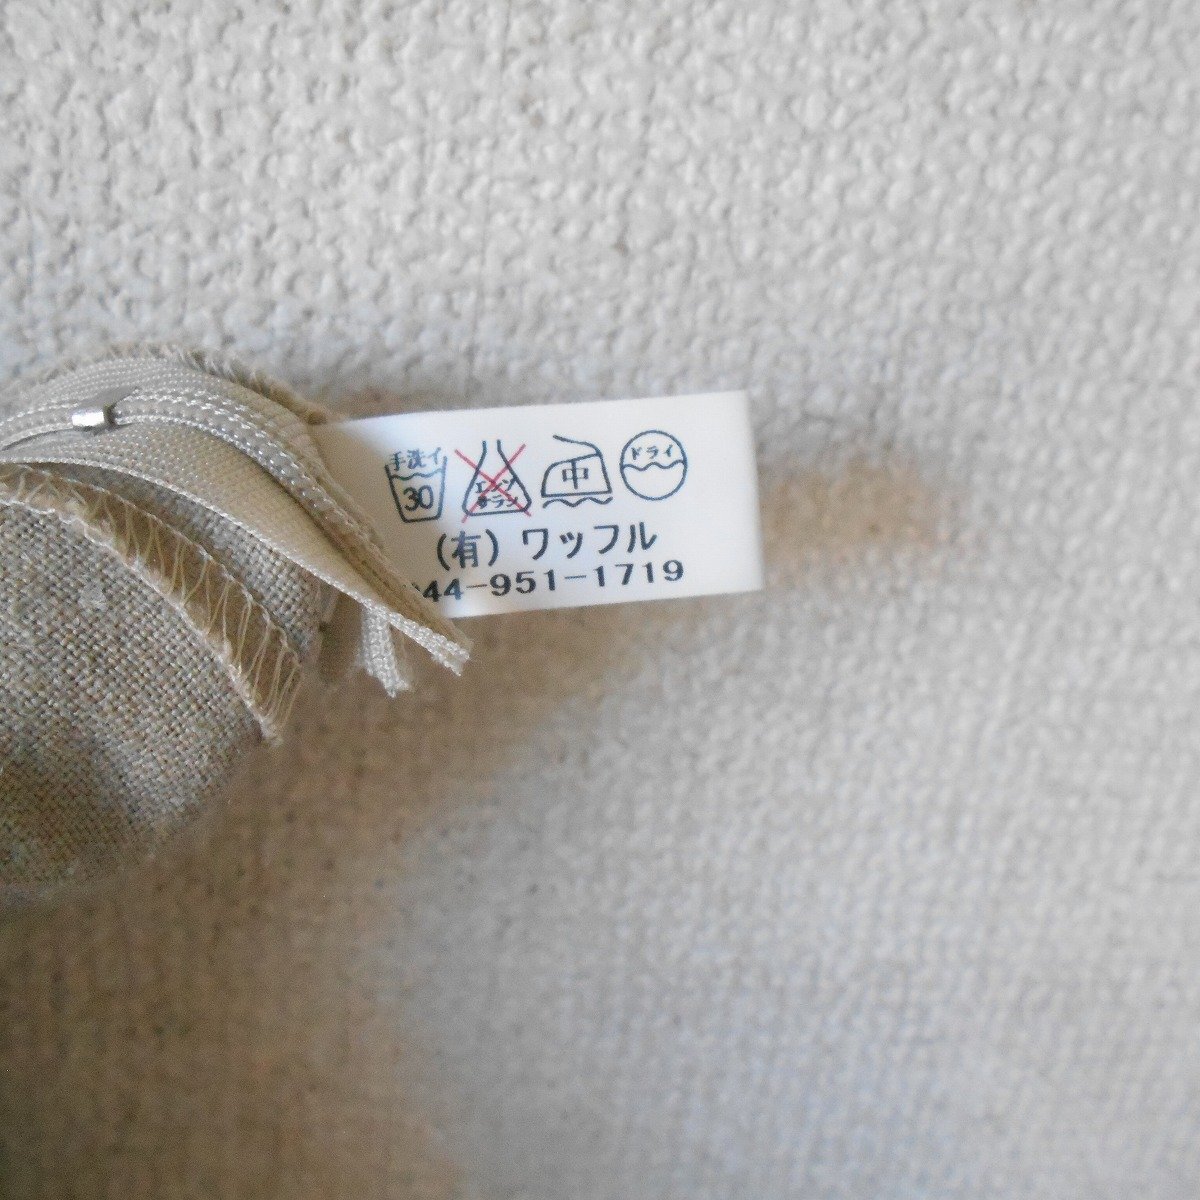 手洗イ
30
エンソ
サラシ
中
ドライ
(有) ワッフル
044-951-1719